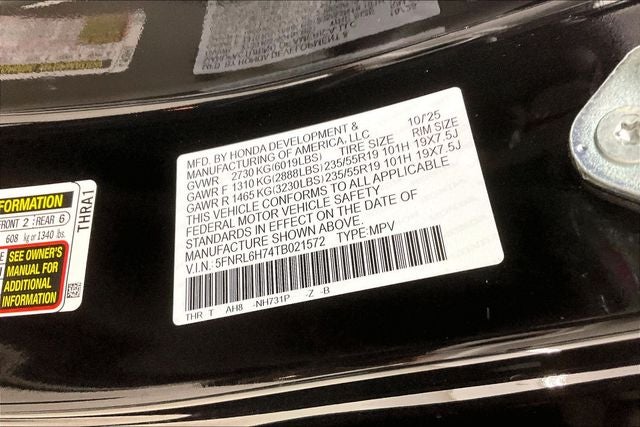 MFD. BY HONDA DEVELOPMENT & 10/'25
MANUFACTURING OF AMERICA, LLC
GVWR 2730 KG(6019LBS) TIRE SIZE RIM SIZE
GAWR F 1310 KG(2888LBS) 235/55R19 101H 19X7.5J
GAWR R 1465 KG(3230LBS) 235/55R19 101H 19X7.5J
THIS VEHICLE CONFORMS TO ALL APPLICABLE
FEDERAL MOTOR VEHICLE SAFETY
STANDARDS IN EFFECT ON THE DATE OF
MANUFACTURE SHOWN ABOVE.
V.I.N.: 5FNRL6H74TB021572 TYPE:MPV
THR T AH8 -NH731P -Z -B
FORMATION
FRONT 2 REAR 6
608 kg or 1340 lbs.
SEE OWNER'S
MANUAL FOR
ADDITIONAL
INFORMATION
THRA1